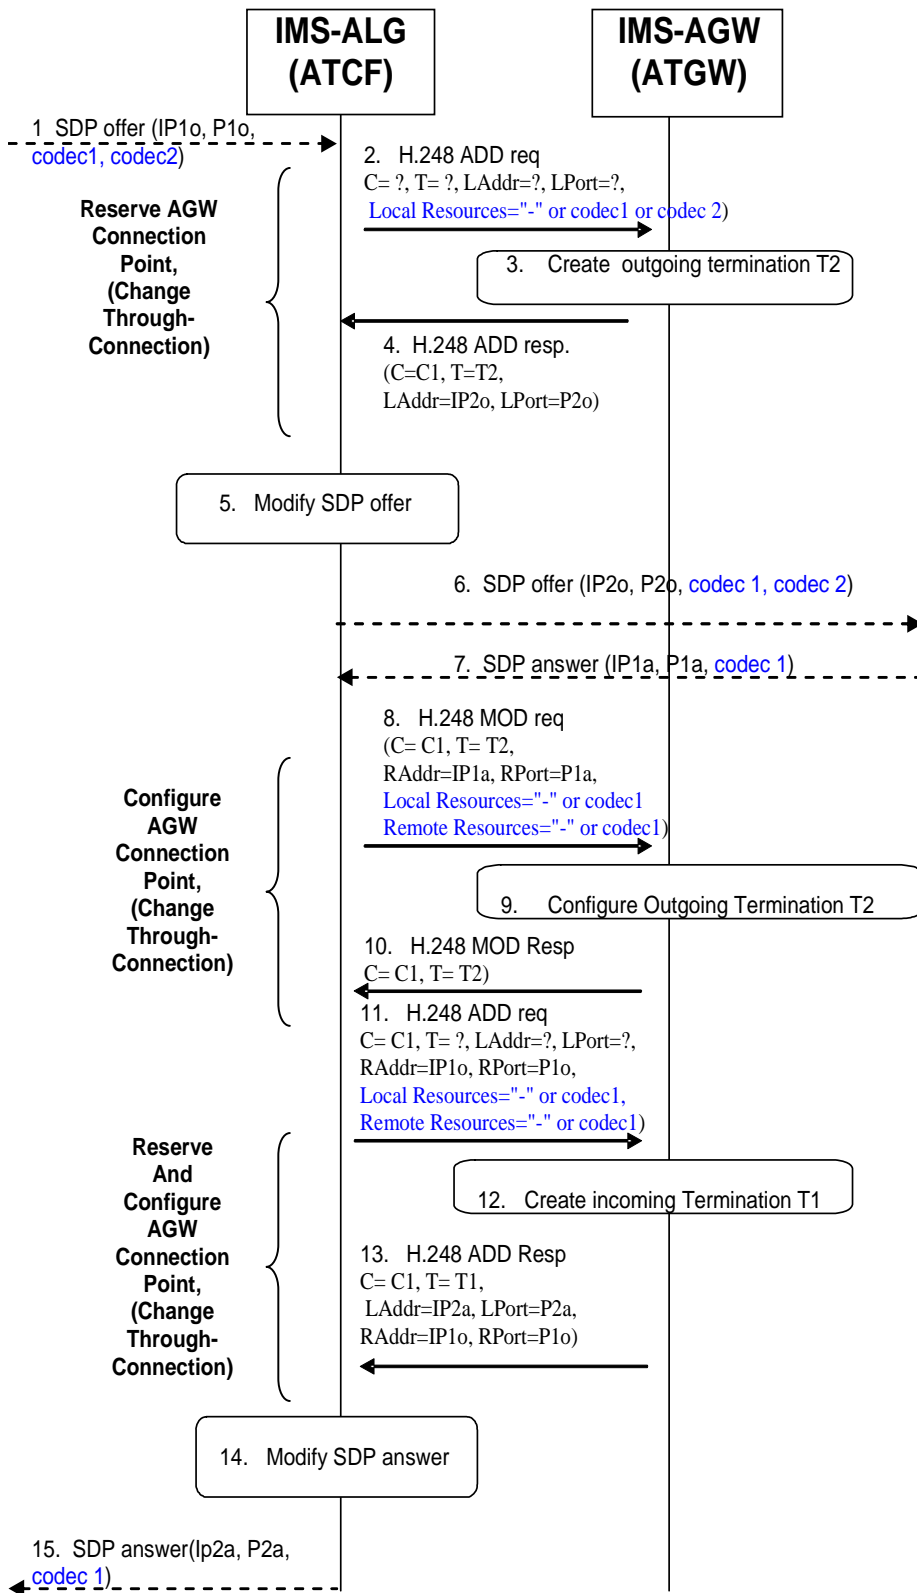 IMS-ALG
(ATCF)
IMS-AGW
(ATGW)
1 SDP offer (IP1o, P1o,
codec1, codec2)
2. H.248 ADD req
C= ?, T= ?, LAddr=?, LPort=?,
Local Resources="-" or codec1 or codec 2)
Reserve AGW
Connection
Point,
(Change
Through-
Connection)
3. Create outgoing termination T2
4. H.248 ADD resp.
(C=C1, T=T2,
LAddr=IP2o, LPort=P2o)
5. Modify SDP offer
6. SDP offer (IP2o, P2o, codec 1, codec 2)
7. SDP answer (IP1a, P1a, codec 1)
8. H.248 MOD req
(C= C1, T= T2,
RAddr=IP1a, RPort=P1a,
Local Resources="-" or codec1
Remote Resources="-" or codec1)
Configure
AGW
Connection
Point,
(Change
Through-
Connection)
9. Configure Outgoing Termination T2
10. H.248 MOD Resp
C= C1, T= T2)
11. H.248 ADD req
C= C1, T= ?, LAddr=?, LPort=?,
RAddr=IP1o, RPort=P1o,
Local Resources="-" or codec1,
Remote Resources="-" or codec1)
Reserve
And
Configure
AGW
Connection
Point,
(Change
Through-
Connection)
12. Create incoming Termination T1
13. H.248 ADD Resp
C= C1, T= T1,
LAddr=IP2a, LPort=P2a,
RAddr=IP1o, RPort=P1o)
14. Modify SDP answer
15. SDP answer(Ip2a, P2a,
codec 1)